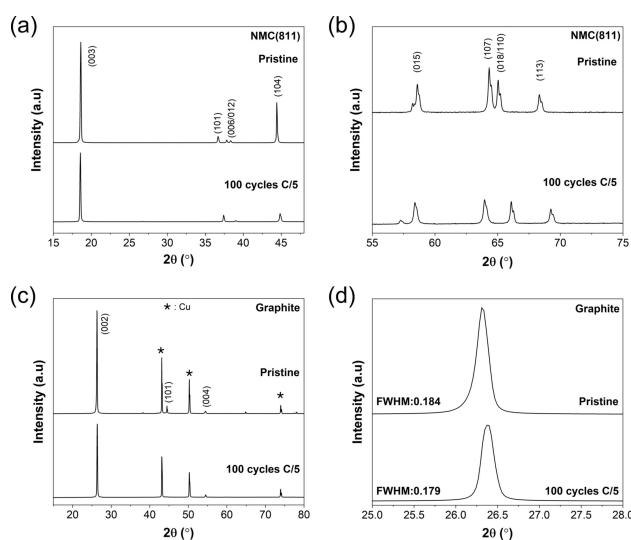 (a)
NMC(811)
(003)
Pristine
(104)
(101)
(006/012)
100 cycles C/5
Intensity (a.u)
15 20 25 30 35 40 45
2θ (°)
(b)
NMC(811)
(107)
(018/110)
(015)
(113)
Pristine
100 cycles C/5
Intensity (a.u)
55 60 65 70 75
2θ (°)
(c)
* : Cu
Graphite
(002)
*
*
*
Pristine
(101)
(004)
100 cycles C/5
Intensity (a.u)
20 30 40 50 60 70 80
2θ (°)
(d)
Graphite
FWHM:0.184
Pristine
FWHM:0.179
100 cycles C/5
Intensity (a.u)
25.0 25.5 26.0 26.5 27.0 27.5 28.0
2θ (°)